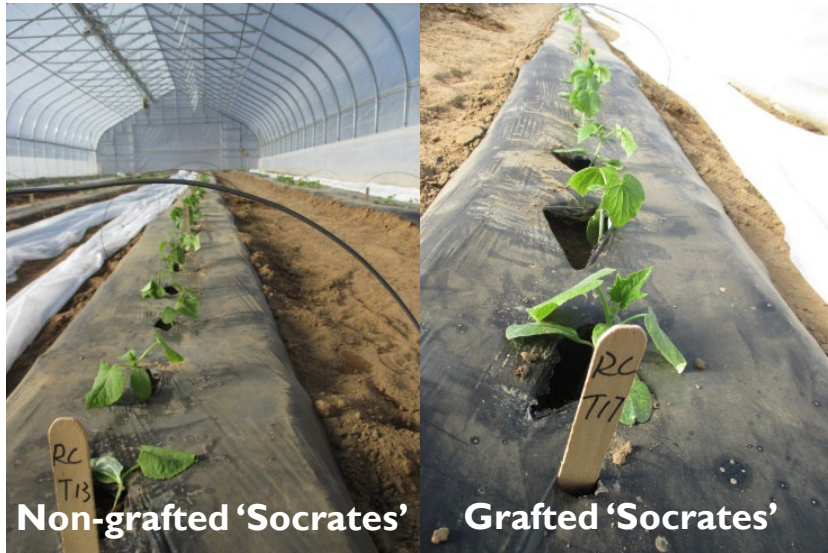 RC
T13
Non-grafted ‘Socrates’
RC
T17
Grafted ‘Socrates’